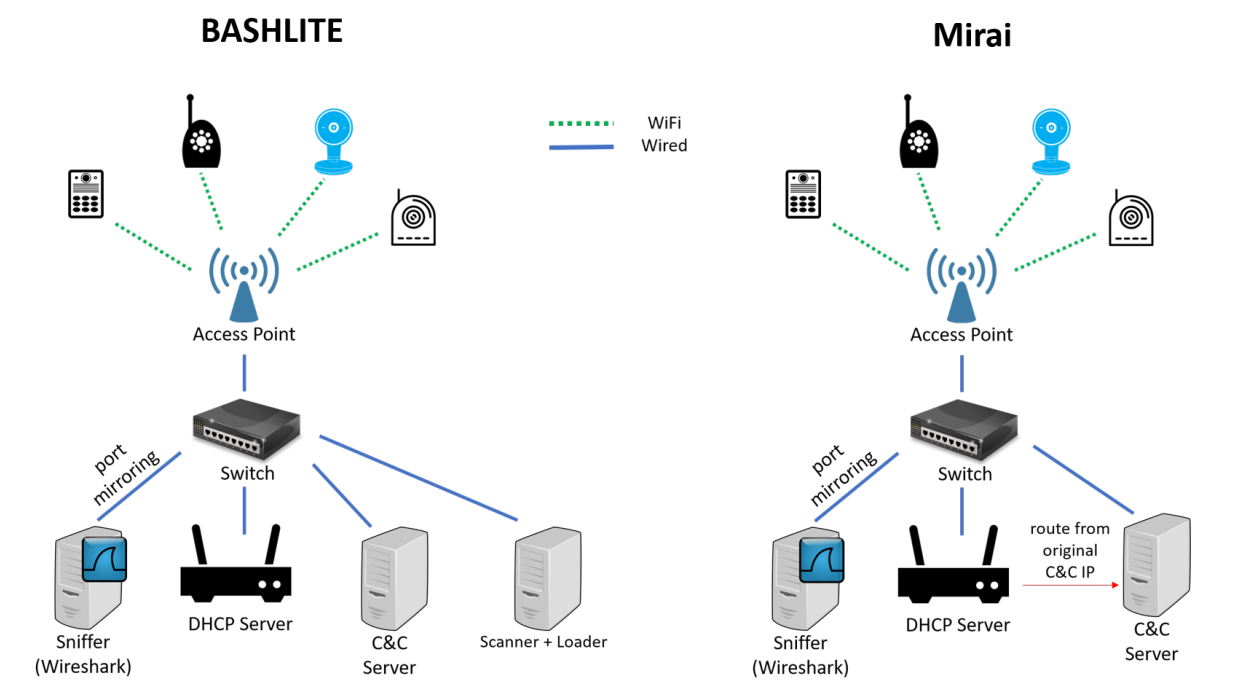 BASHLITE
Mirai
WiFi
Wired
Access Point
Switch
port
mirroring
Sniffer
(Wireshark)
DHCP Server
C&C
Server
Scanner + Loader
Access Point
Switch
port
mirroring
route from
original
C&C IP
Sniffer
(Wireshark)
DHCP Server
C&C
Server